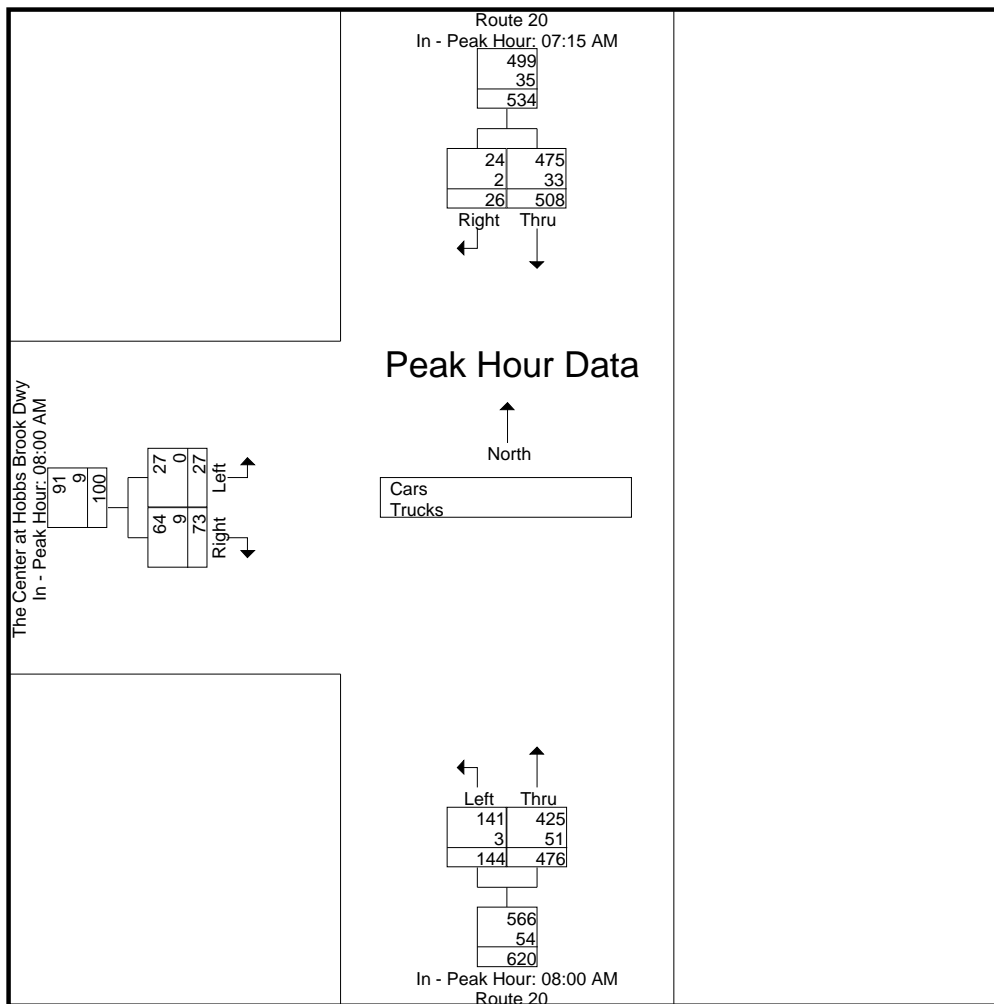 Route 20
In - Peak Hour: 07:15 AM
499
35
534
24 475
2 33
26 508
Right Thru
Peak Hour Data
North
Cars
Trucks
The Center at Hobbs Brook Dwy
In - Peak Hour: 08:00 AM
91
9
100
27
0
27
Left
64
9
73
Right
Left Thru
141 425
3 51
144 476
566
54
620
In - Peak Hour: 08:00 AM
Route 20